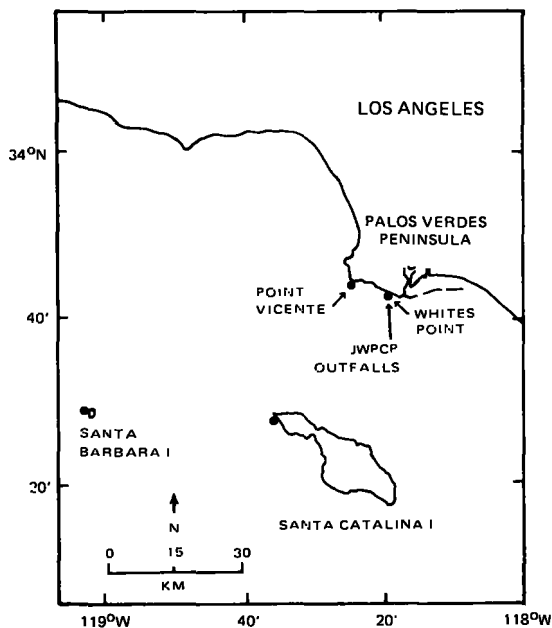 LOS ANGELES
34°N
PALOS VERDES
PENINSULA
POINT
VICENTE
WHITES
POINT
40'
JWPCP
OUTFALLS
SANTA
BARBARA I
20'
N
SANTA CATALINA I
0 15 30
KM
119°W 40' 20' 118°W